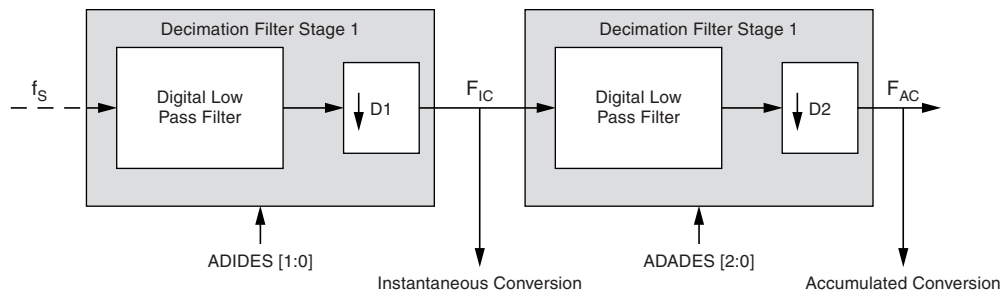 Decimation Filter Stage 1
Decimation Filter Stage 1
fS
Digital Low
Pass Filter
D1
FIC
Digital Low
Pass Filter
D2
FAC
ADIDES [1:0]
ADADES [2:0]
Instantaneous Conversion
Accumulated Conversion